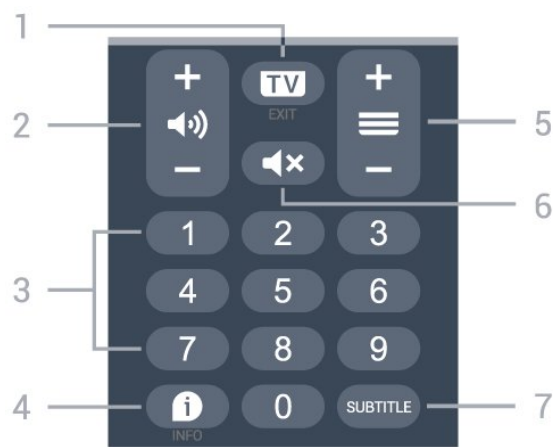 1
+ TV +
EXIT
2 5
− −
6
1 2 3
3
4 5 6
7 8 9
4 i 0 SUBTITLE 7
INFO